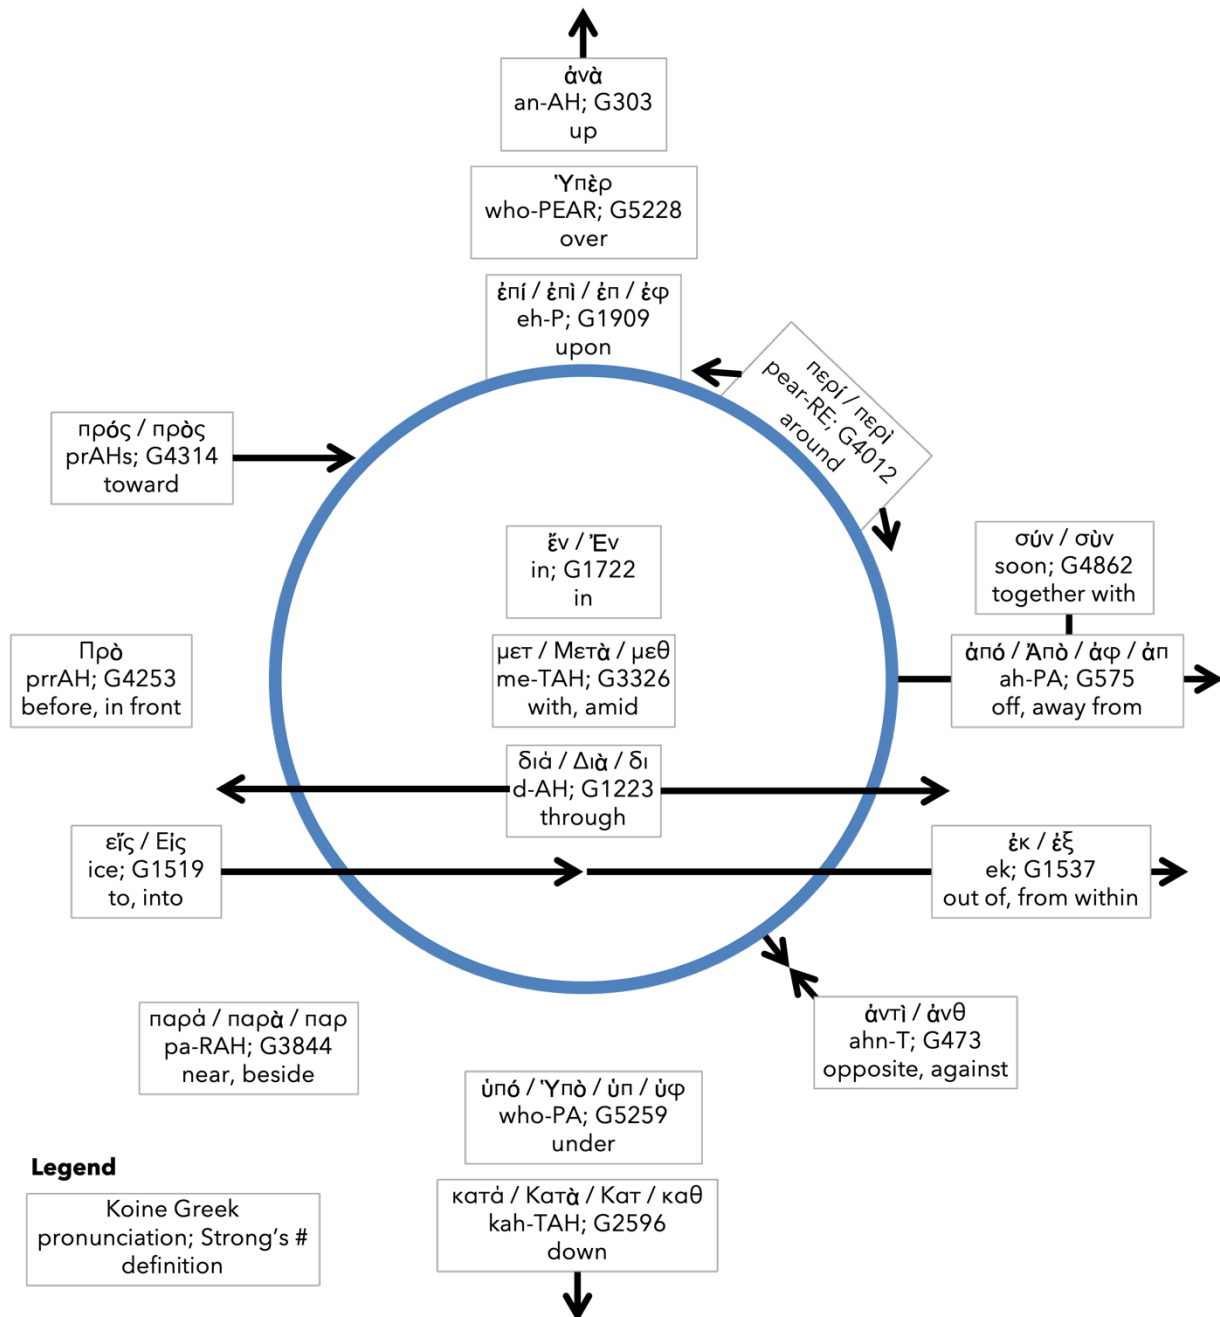 ἀνὰ
an-AH; G303
up
Ὑπὲρ
who-PEAR; G5228
over
ἐπί / ἐπὶ / ἐπ / ἐφ
eh-P; G1909
upon
περί / περὶ
pear-RE; G4012
around
πρός / πρὸς
prAHs; G4314
toward
ἔν / Ἐν
in; G1722
in
σύν / σὺν
soon; G4862
together with
Πρὸ
prrAH; G4253
before, in front
μετ / Μετὰ / μεθ
me-TAH; G3326
with, amid
ἀπό / Ἀπὸ / ἀφ / ἀπ
ah-PA; G575
off, away from
διά / Διὰ / δι
d-AH; G1223
through
εἴς / Εἰς
ice; G1519
to, into
ἐκ / ἐξ
ek; G1537
out of, from within
παρά / παρὰ / παρ
pa-RAH; G3844
near, beside
ἀντὶ / ἀνθ
ahn-T; G473
opposite, against
ὑπό / Ὑπὸ / ὑπ / ὑφ
who-PA; G5259
under
κατά / Κατὰ / Κατ / καθ
kah-TAH; G2596
down
Legend
Koine Greek
pronunciation; Strong’s #
definition